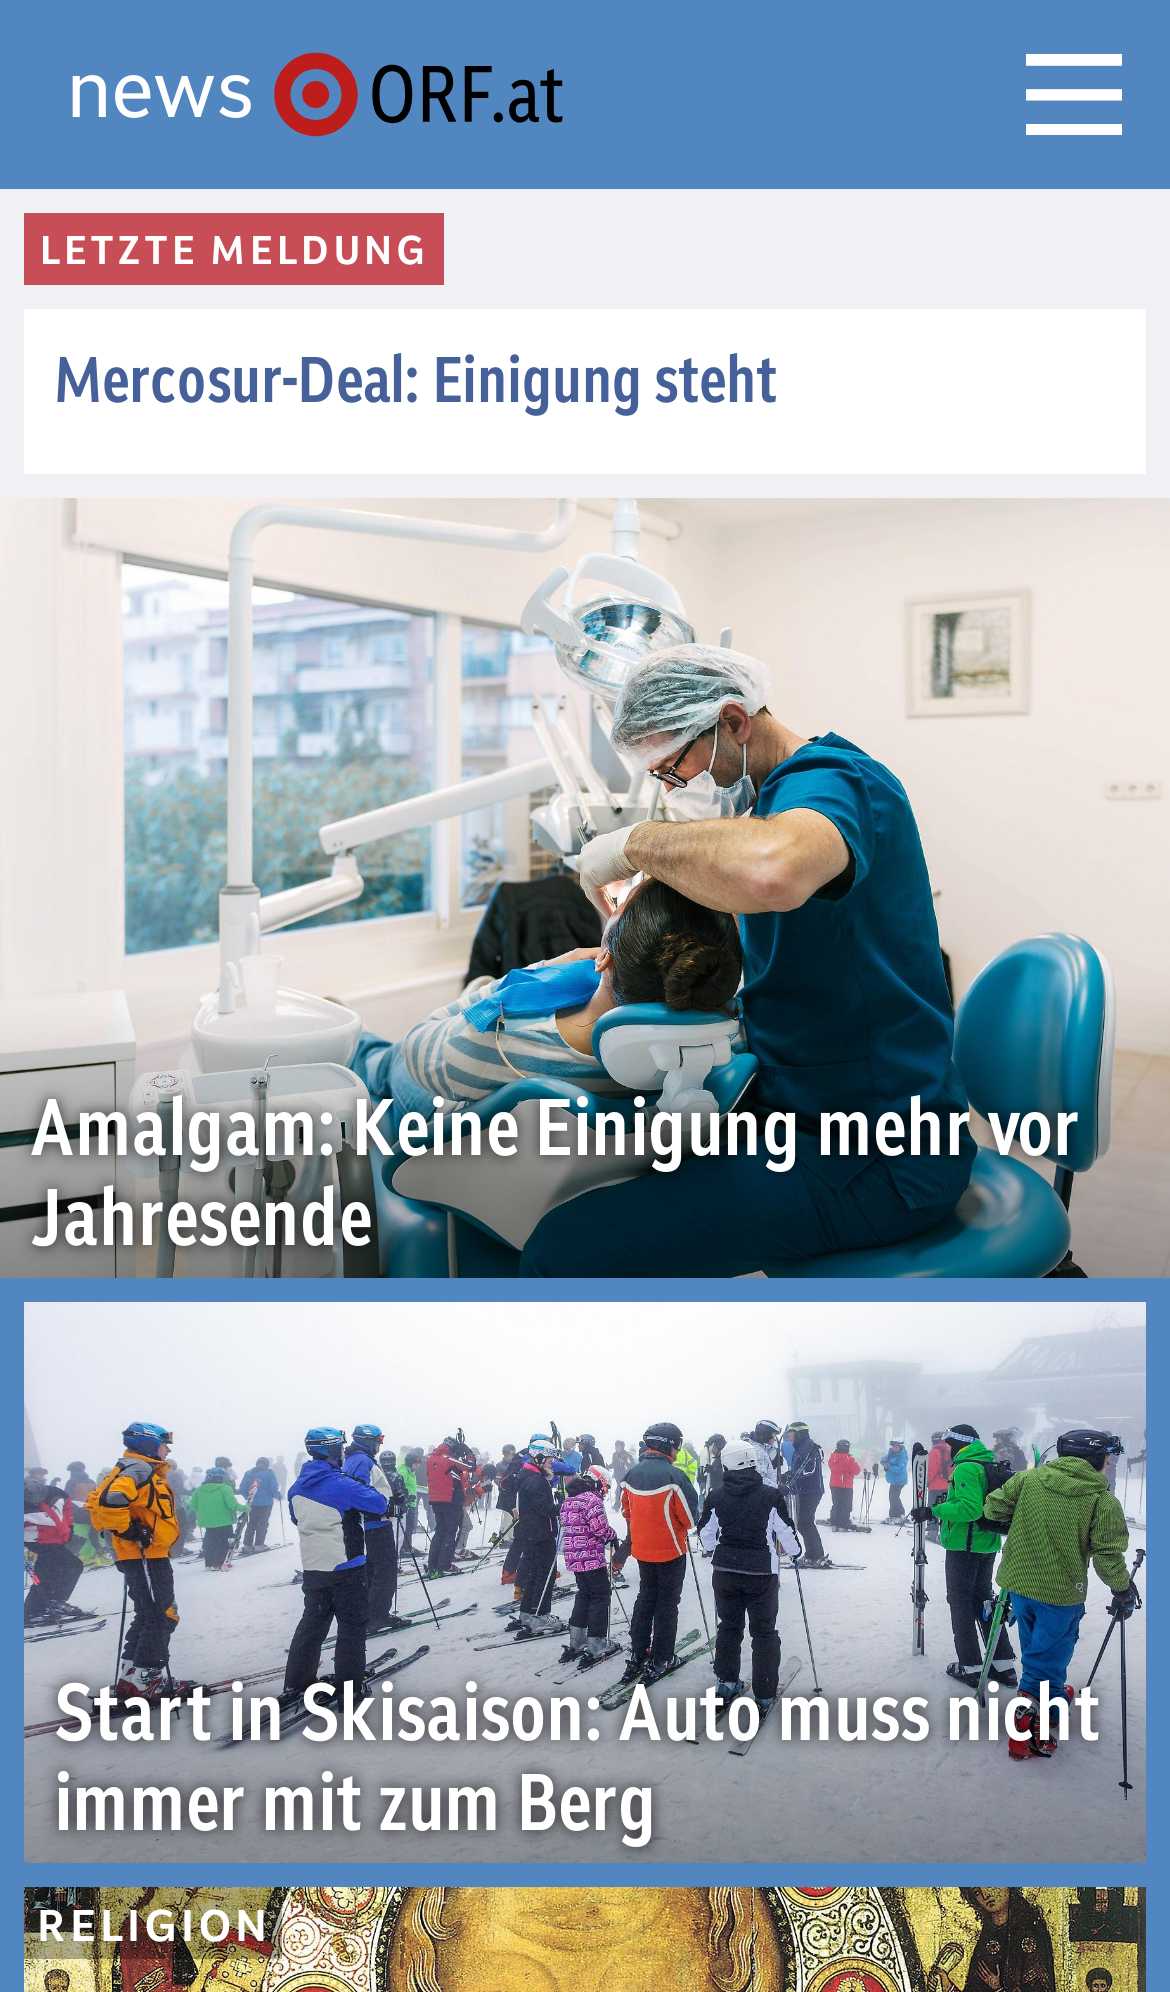 news ORF.at
LETZTE MELDUNG
Mercosur-Deal: Einigung steht
Amalgam: Keine Einigung mehr vor
Jahresende
Start in Skisaison: Auto muss nicht
immer mit zum Berg
RELIGION